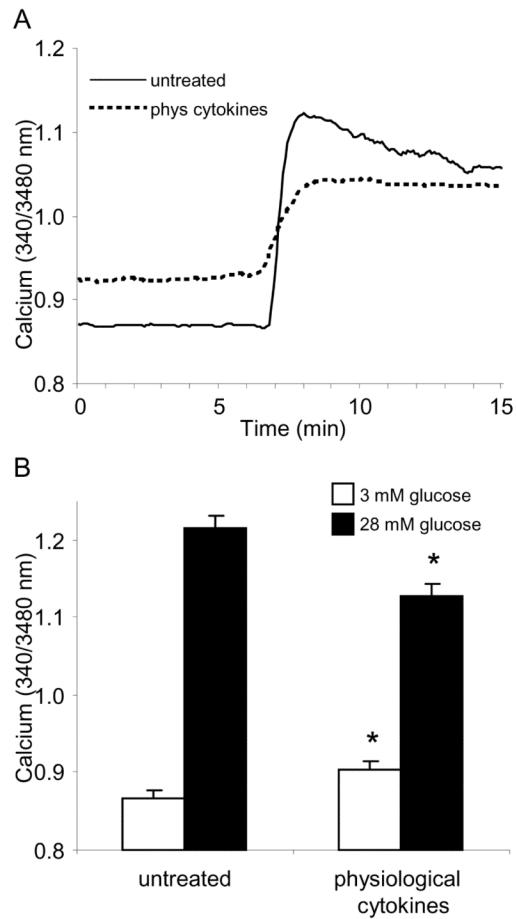 A
1.2
1.1
1.0
0.9
0.8
Calcium (340/3480 nm)
untreated
phys cytokines
0
5
10
15
Time (min)
B
1.2
1.1
1.0
0.9
0.8
Calcium (340/3480 nm)
3 mM glucose
28 mM glucose
*
*
untreated
physiological
cytokines